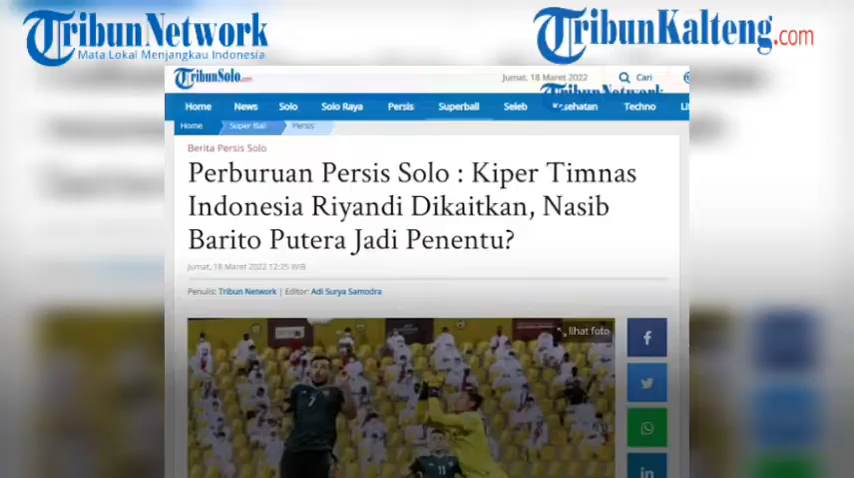 TribunNetwork
Mata Lokal Menjangkau Indonesia
TribunKalteng.com
TribunSolo.com
Jumat, 18 Maret 2022
Cari
TribunNetwork
Home News Solo Solo Raya Persis Superball Seleb Kesehatan Techno
Home Super Ball Persis
Berita Persis Solo
Perburuan Persis Solo : Kiper Timnas
Indonesia Riyandi Dikaitkan, Nasib
Barito Putera Jadi Penentu?
Jumat, 18 Maret 2022 12:25 WIB
Penulis: Tribun Network | Editor: Adi Surya Samodra
lihat foto
7
11